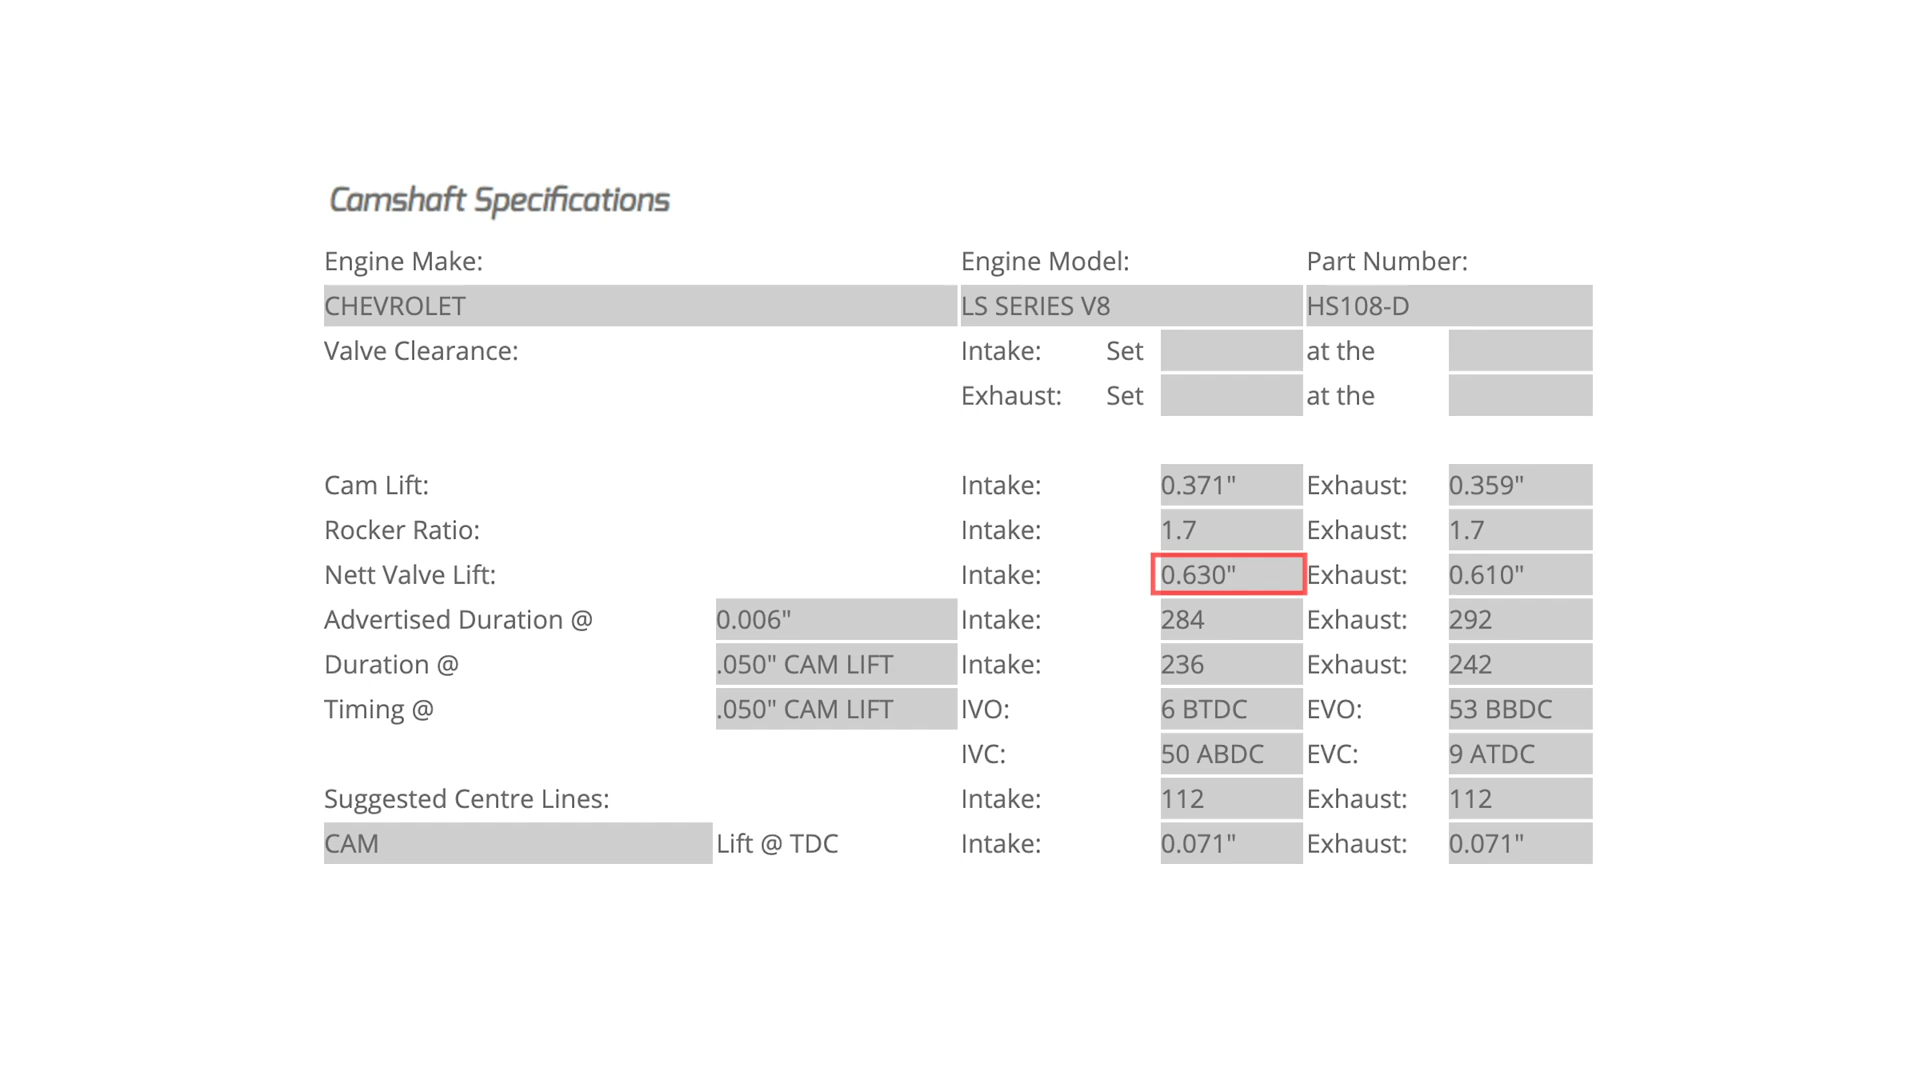 Camshaft Specifications
Engine Make: Engine Model: Part Number:
CHEVROLET LS SERIES V8 HS108-D
Valve Clearance: Intake: Set at the
Exhaust: Set at the
Cam Lift: Intake: 0.371" Exhaust: 0.359"
Rocker Ratio: Intake: 1.7 Exhaust: 1.7
Nett Valve Lift: Intake: 0.630" Exhaust: 0.610"
Advertised Duration @ 0.006" Intake: 284 Exhaust: 292
Duration @ .050" CAM LIFT Intake: 236 Exhaust: 242
Timing @ .050" CAM LIFT IVO: 6 BTDC EVO: 53 BBDC
IVC: 50 ABDC EVC: 9 ATDC
Suggested Centre Lines: Intake: 112 Exhaust: 112
CAM Lift @ TDC Intake: 0.071" Exhaust: 0.071"